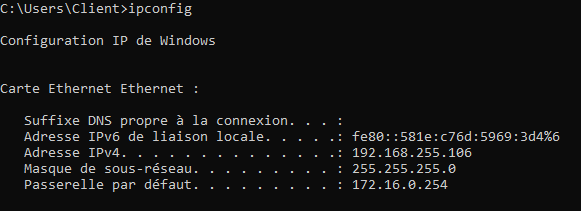 C:\Users\Client>ipconfig
Configuration IP de Windows
Carte Ethernet Ethernet :
Suffixe DNS propre à la connexion. . . :
Adresse IPv6 de liaison locale. . . . .: fe80::581e:c76d:5969:3d4%6
Adresse IPv4. . . . . . . . . . . . . .: 192.168.255.106
Masque de sous-réseau. . . . . . . . . : 255.255.255.0
Passerelle par défaut. . . . . . . . . : 172.16.0.254